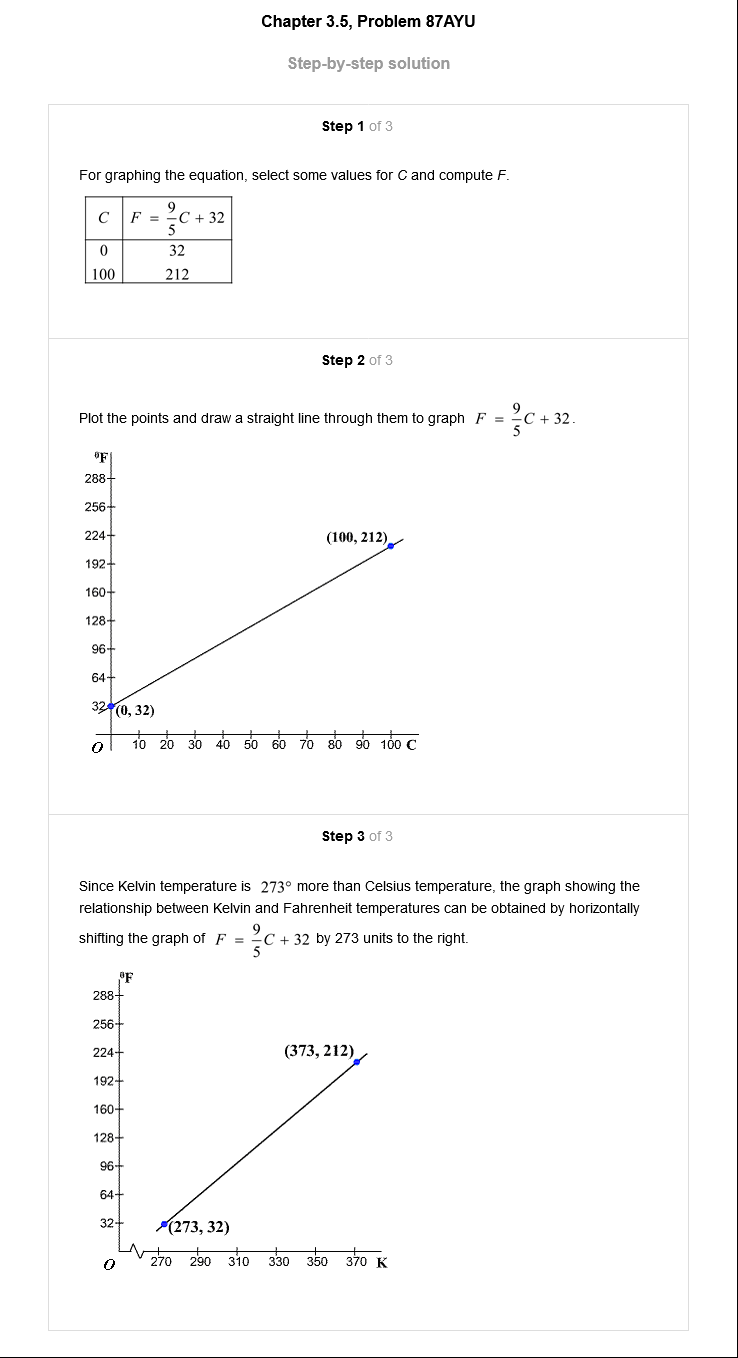 Chapter 3.5, Problem 87AYU
Step-by-step solution
Step 1 of 3
For graphing the equation, select some values for C and compute F.
C F = 9/5 C + 32
0 32
100 212
Step 2 of 3
Plot the points and draw a straight line through them to graph F = 9/5 C + 32.
⁰F
288
256
224
(100, 212)
192
160
128
96
64
32
(0, 32)
O 10 20 30 40 50 60 70 80 90 100 C
Step 3 of 3
Since Kelvin temperature is 273° more than Celsius temperature, the graph showing the
relationship between Kelvin and Fahrenheit temperatures can be obtained by horizontally
shifting the graph of F = 9/5 C + 32 by 273 units to the right.
⁰F
288
256
224
(373, 212)
192
160
128
96
64
32
(273, 32)
O 270 290 310 330 350 370 K